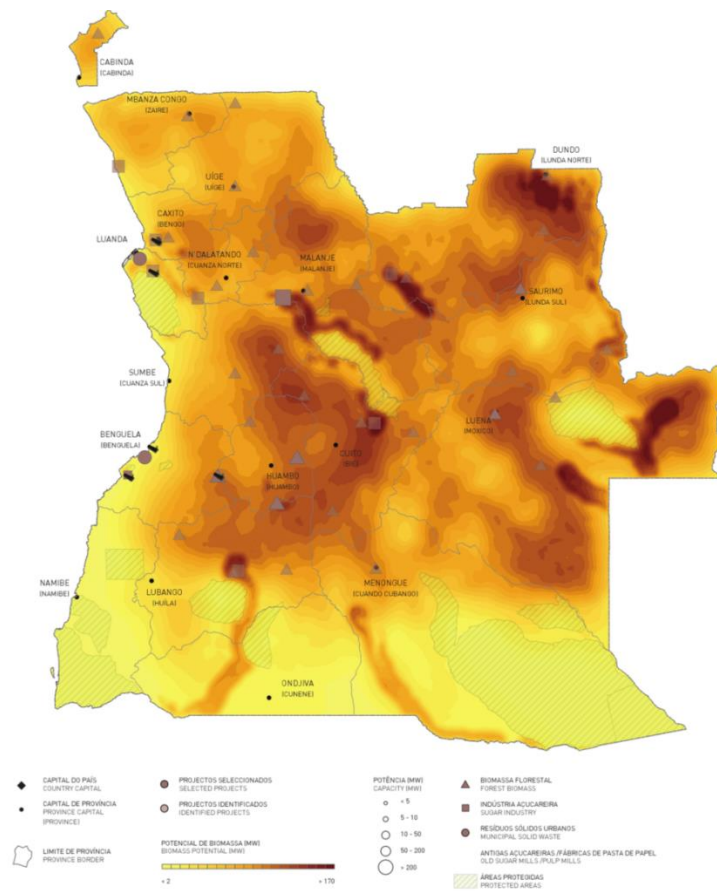 CABINDA
(CABINDA)
MBANZA CONGO
(ZAIRE)
DUNDO
(LUNDA NORTE)
UÍGE
(UÍGE)
CAXITO
(BENGO)
LUANDA
N'DALATANDO
(CUANZA NORTE)
MALANJE
(MALANJE)
SAURIMO
(LUNDA SUL)
SUMBE
(CUANZA SUL)
LUENA
(MOXICO)
BENGUELA
(BENGUELA)
CUITO
(BIÉ)
HUAMBO
(HUAMBO)
NAMIBE
(NAMIBE)
LUBANGO
(HUÍLA)
MENONGUE
(CUANDO CUBANGO)
ONDJIVA
(CUNENE)
CAPITAL DO PAÍS
COUNTRY CAPITAL
CAPITAL DE PROVÍNCIA
PROVINCE CAPITAL
(PROVINCE)
LIMITE DE PROVÍNCIA
PROVINCE BORDER
PROJECTOS SELECCIONADOS
SELECTED PROJECTS
PROJECTOS IDENTIFICADOS
IDENTIFIED PROJECTS
POTENCIAL DE BIOMASSA (MW)
BIOMASS POTENTIAL (MW)
< 2
> 170
POTÊNCIA (MW)
CAPACITY (MW)
< 5
5 - 10
10 - 50
50 - 200
> 200
BIOMASSA FLORESTAL
FOREST BIOMASS
INDÚSTRIA AÇUCAREIRA
SUGAR INDUSTRY
RESÍDUOS SÓLIDOS URBANOS
MUNICIPAL SOLID WASTE
ANTIGAS AÇUCAREIRAS /FÁBRICAS DE PASTA DE PAPEL
OLD SUGAR MILLS /PULP MILLS
ÁREAS PROTEGIDAS
PROTECTED AREAS